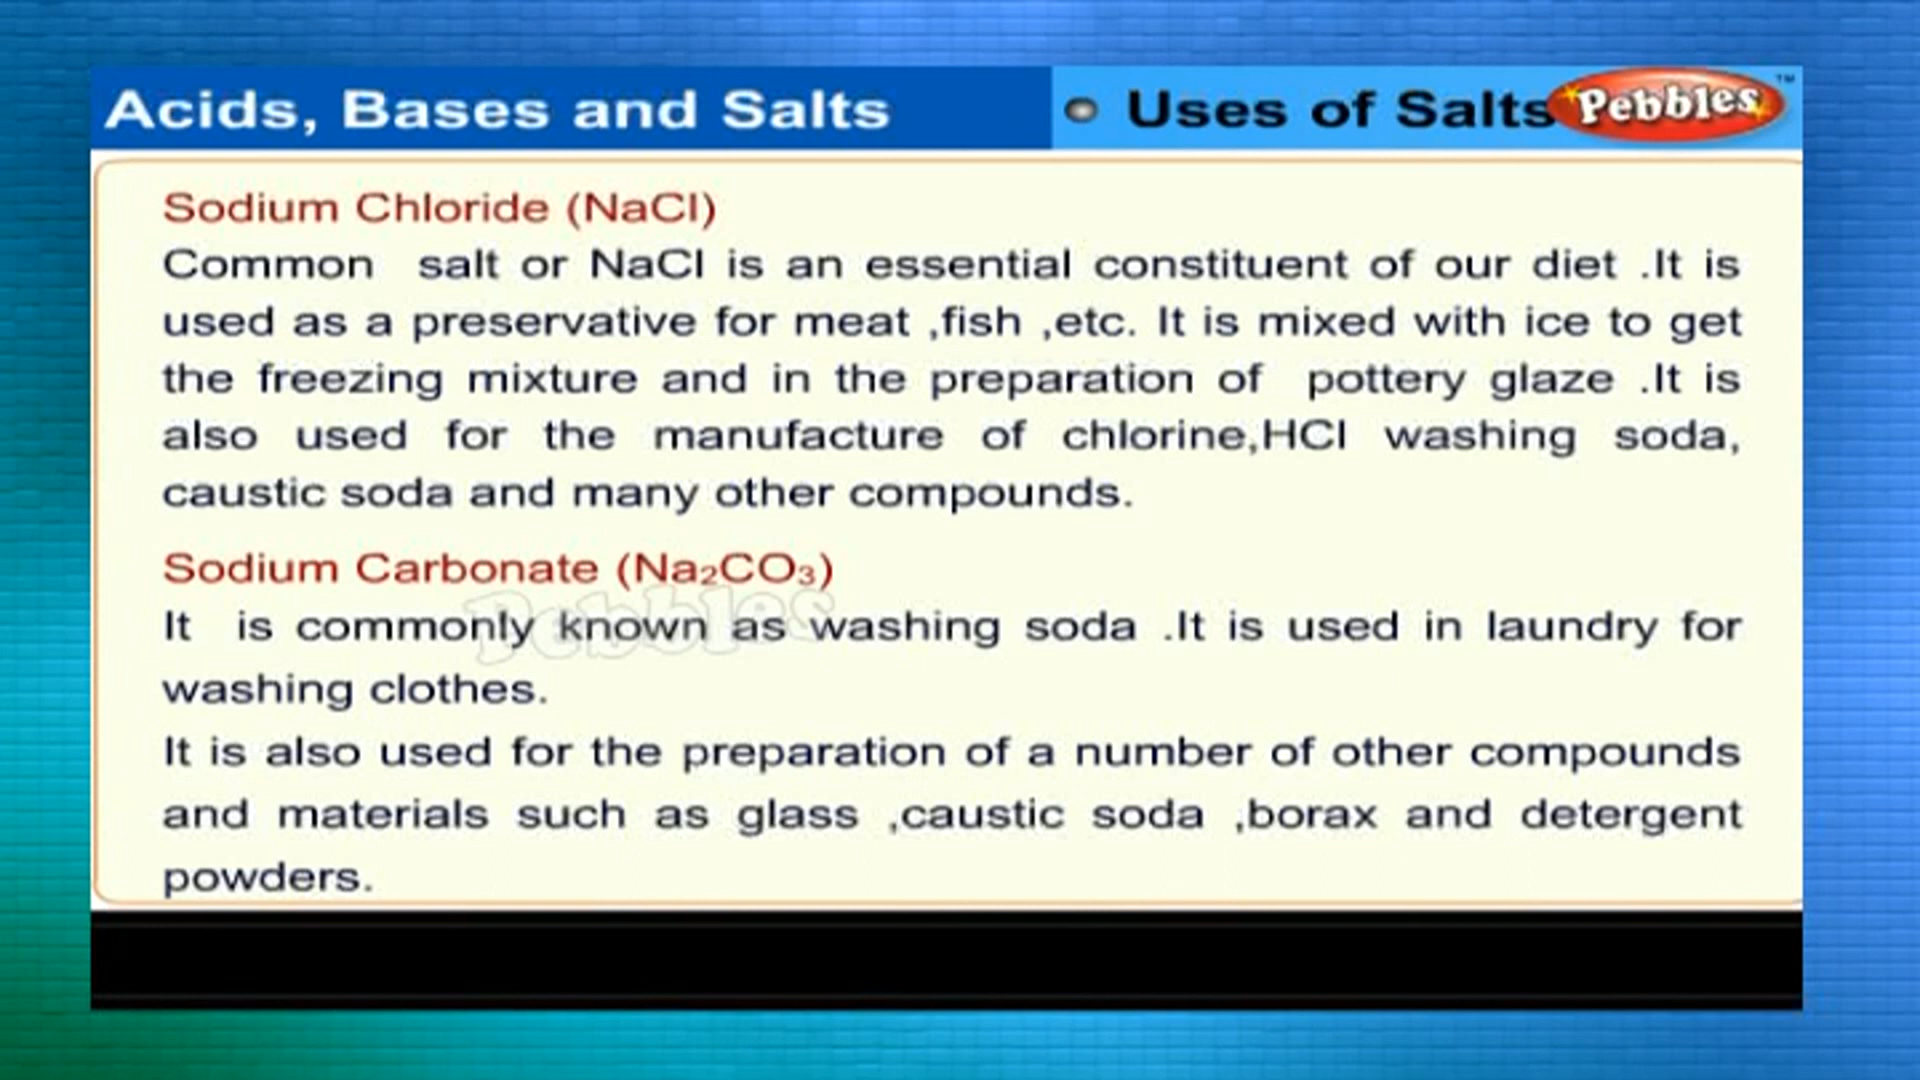 Acids, Bases and Salts
Uses of Salts
Pebbles™
Sodium Chloride (NaCl)
Common salt or NaCl is an essential constituent of our diet .It is
used as a preservative for meat ,fish ,etc. It is mixed with ice to get
the freezing mixture and in the preparation of pottery glaze .It is
also used for the manufacture of chlorine,HCl washing soda,
caustic soda and many other compounds.
Sodium Carbonate (Na₂CO₃)
Pebbles
It is commonly known as washing soda .It is used in laundry for
washing clothes.
It is also used for the preparation of a number of other compounds
and materials such as glass ,caustic soda ,borax and detergent
powders.